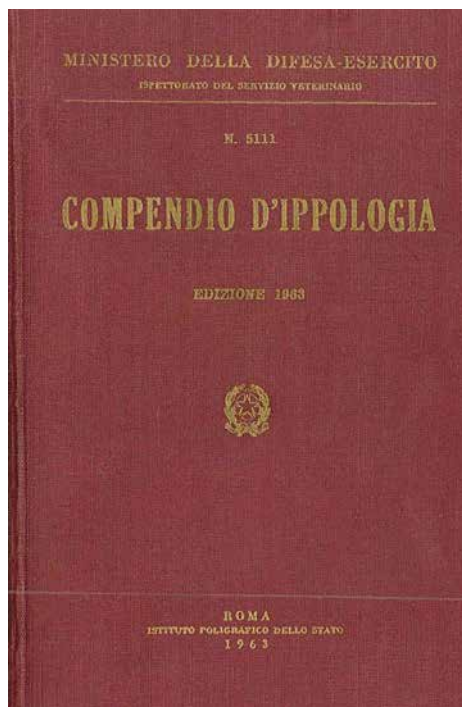 MINISTERO DELLA DIFESA-ESERCITO
ISPETTORATO DEL SERVIZIO VETERINARIO
N. 5111
COMPENDIO D'IPPOLOGIA
EDIZIONE 1963
ROMA
ISTITUTO POLIGRAFICO DELLO STATO
1963